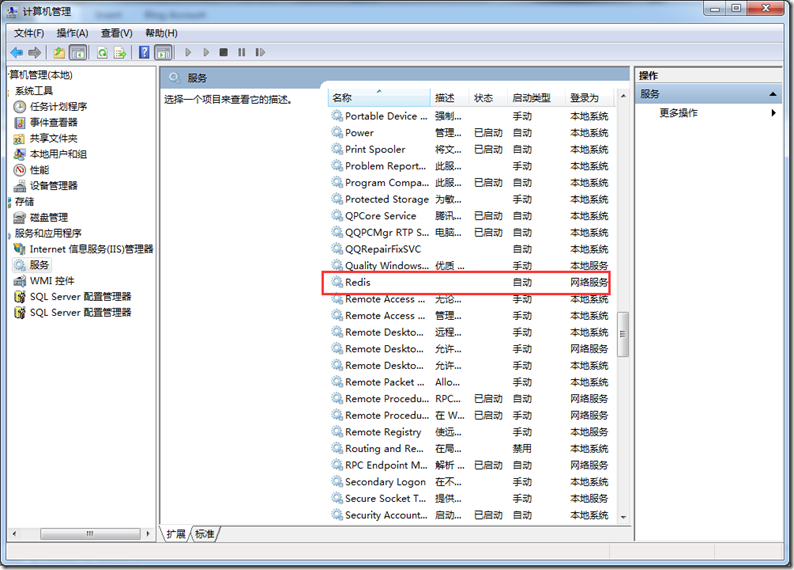 计算机管理
文件(F) 操作(A) 查看(V) 帮助(H)
算机管理(本地)
系统工具
任务计划程序
事件查看器
共享文件夹
本地用户和组
性能
设备管理器
存储
磁盘管理
服务和应用程序
Internet 信息服务(IIS)管理器
服务
WMI 控件
SQL Server 配置管理器
SQL Server 配置管理器
服务
选择一个项目来查看它的描述。
名称 描述 状态 启动类型 登录为
Portable Device ... 强制... 手动 本地系统
Power 管理... 已启动 自动 本地系统
Print Spooler 将文... 已启动 自动 本地系统
Problem Report... 此服... 手动 本地系统
Program Compa... 此服... 已启动 自动 本地系统
Protected Storage 为敏... 手动 本地系统
QPCore Service 腾讯... 已启动 自动 本地系统
QQPCMgr RTP S... 电脑... 已启动 自动 本地系统
QQRepairFixSVC 自动 本地系统
Quality Windows... 优质 ... 手动 本地服务
Redis 自动 网络服务
Remote Access ... 无论... 手动 本地系统
Remote Access ... 管理... 手动 本地系统
Remote Deskto... 远程... 手动 本地系统
Remote Deskto... 允许... 手动 网络服务
Remote Deskto... 允许... 手动 本地系统
Remote Packet ... Allo... 手动 本地系统
Remote Procedu... RPC... 已启动 自动 网络服务
Remote Procedu... 在 W... 已启动 手动 网络服务
Remote Registry 使远... 手动 本地服务
Routing and Re... 在局... 禁用 本地系统
RPC Endpoint M... 解析 ... 已启动 自动 网络服务
Secondary Logon 在不... 手动 本地系统
Secure Socket T... 提供... 手动 本地服务
Security Account... 启动... 已启动 自动 本地系统
扩展 标准
操作
服务
更多操作